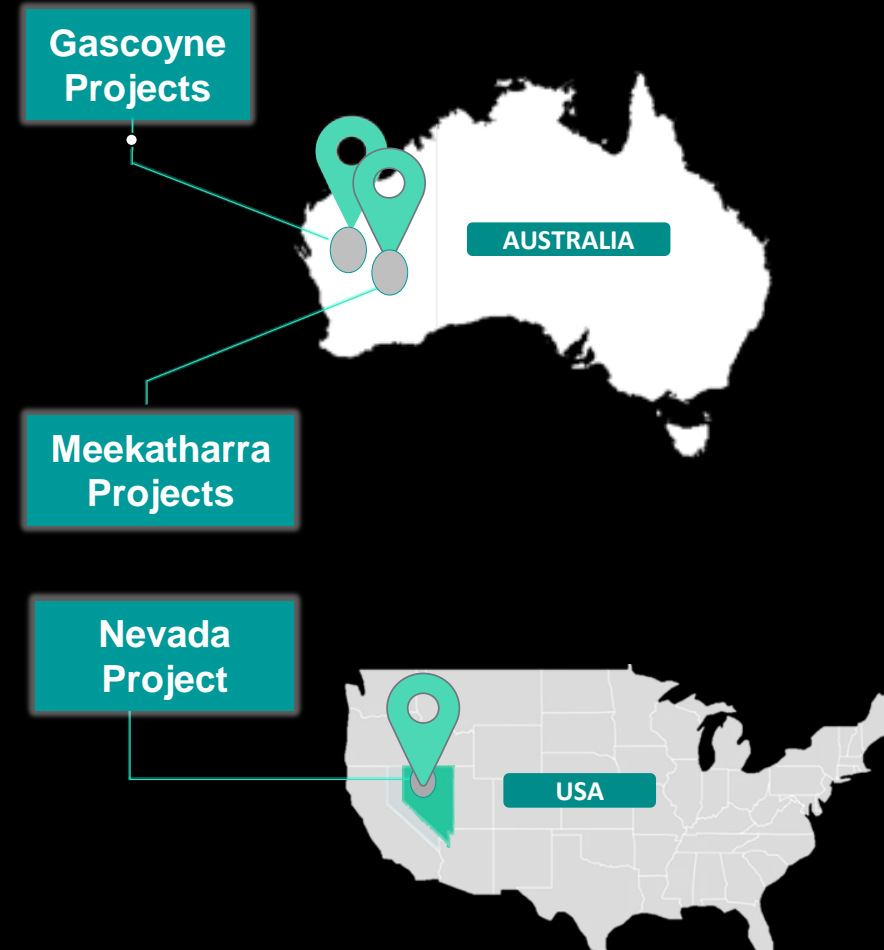 Gascoyne
Projects
AUSTRALIA
Meekatharra
Projects
Nevada
Project
USA